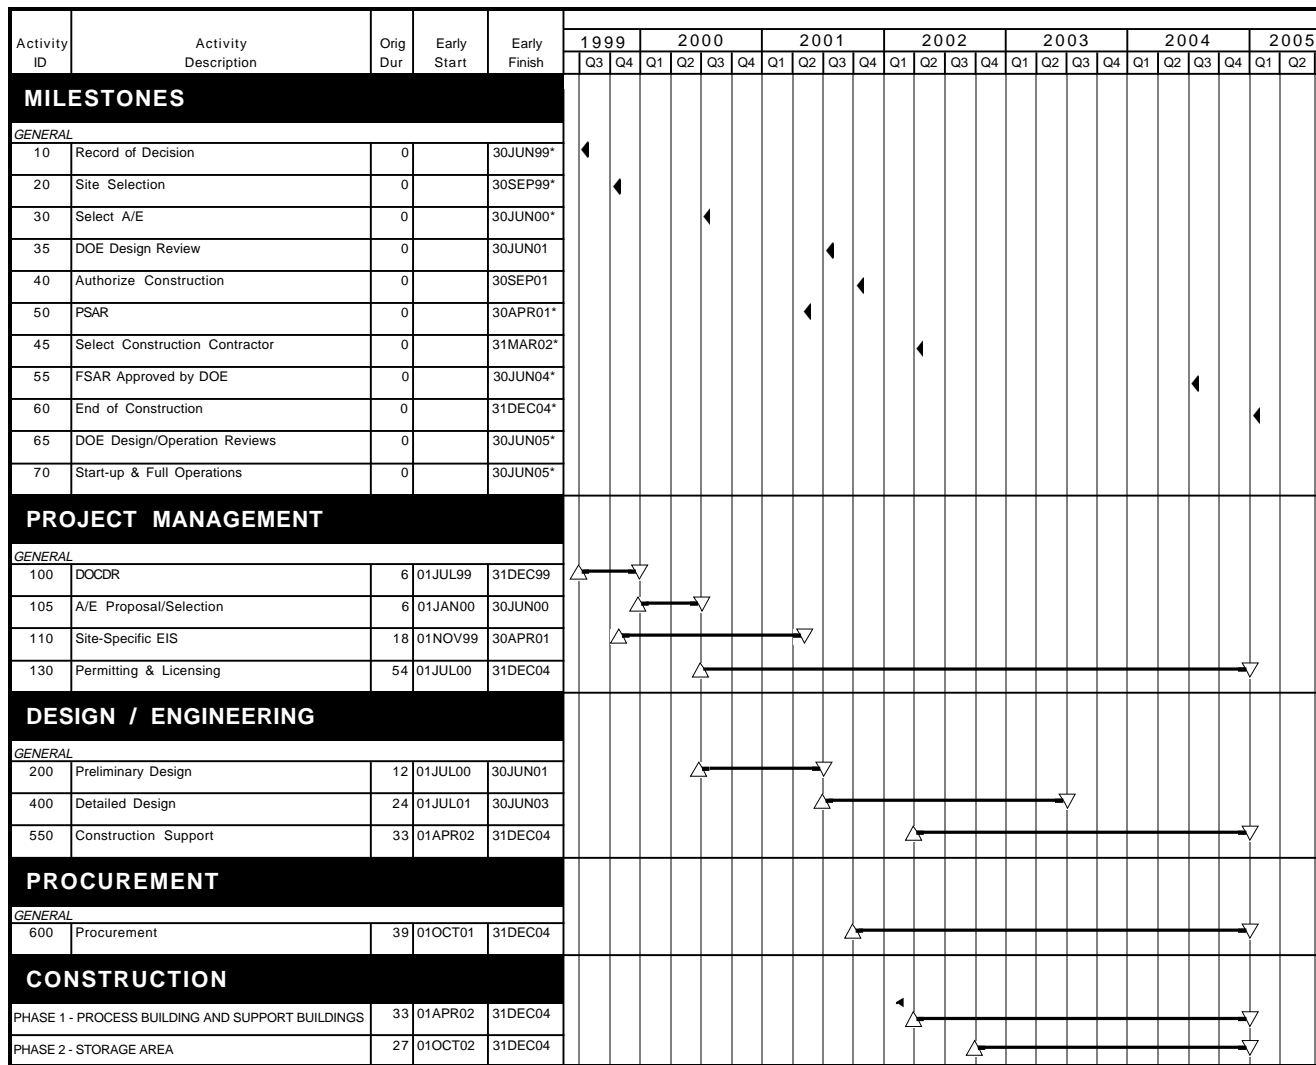 1999 2000 2001 2002 2003 2004 2005
Activity Activity Orig Early Early
ID Description Dur Start Finish
Q3 Q4 Q1 Q2 Q3 Q4 Q1 Q2 Q3 Q4 Q1 Q2 Q3 Q4 Q1 Q2 Q3 Q4 Q1 Q2 Q3 Q4 Q1 Q2
MILESTONES
GENERAL
10 Record of Decision 0 30JUN99*
20 Site Selection 0 30SEP99*
30 Select A/E 0 30JUN00*
35 DOE Design Review 0 30JUN01
40 Authorize Construction 0 30SEP01
50 PSAR 0 30APR01*
45 Select Construction Contractor 0 31MAR02*
55 FSAR Approved by DOE 0 30JUN04*
60 End of Construction 0 31DEC04*
65 DOE Design/Operation Reviews 0 30JUN05*
70 Start-up & Full Operations 0 30JUN05*
PROJECT MANAGEMENT
GENERAL
100 DOCDR 6 01JUL99 31DEC99
105 A/E Proposal/Selection 6 01JAN00 30JUN00
110 Site-Specific EIS 18 01NOV99 30APR01
130 Permitting & Licensing 54 01JUL00 31DEC04
DESIGN / ENGINEERING
GENERAL
200 Preliminary Design 12 01JUL00 30JUN01
400 Detailed Design 24 01JUL01 30JUN03
550 Construction Support 33 01APR02 31DEC04
PROCUREMENT
GENERAL
600 Procurement 39 01OCT01 31DEC04
CONSTRUCTION
PHASE 1 - PROCESS BUILDING AND SUPPORT BUILDINGS 33 01APR02 31DEC04
PHASE 2 - STORAGE AREA 27 01OCT02 31DEC04